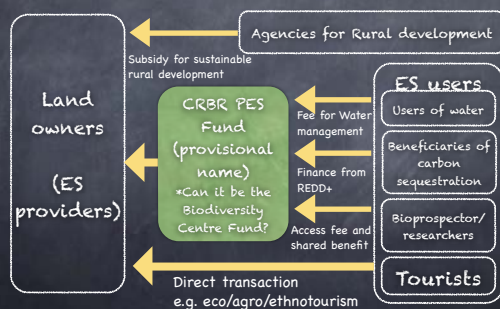 Agencies for Rural development
Subsidy for sustainable
rural development
Land
owners
(ES
providers)
CRBR PES
Fund
(provisional
name)
*Can it be the
Biodiversity
Centre Fund?
Fee for Water
management
Finance from
REDD+
Access fee and
shared benefit
ES users
Users of water
Beneficiaries of
carbon
sequestration
Bioprospector/
researchers
Tourists
Direct transaction
e.g. eco/agro/ethnotourism